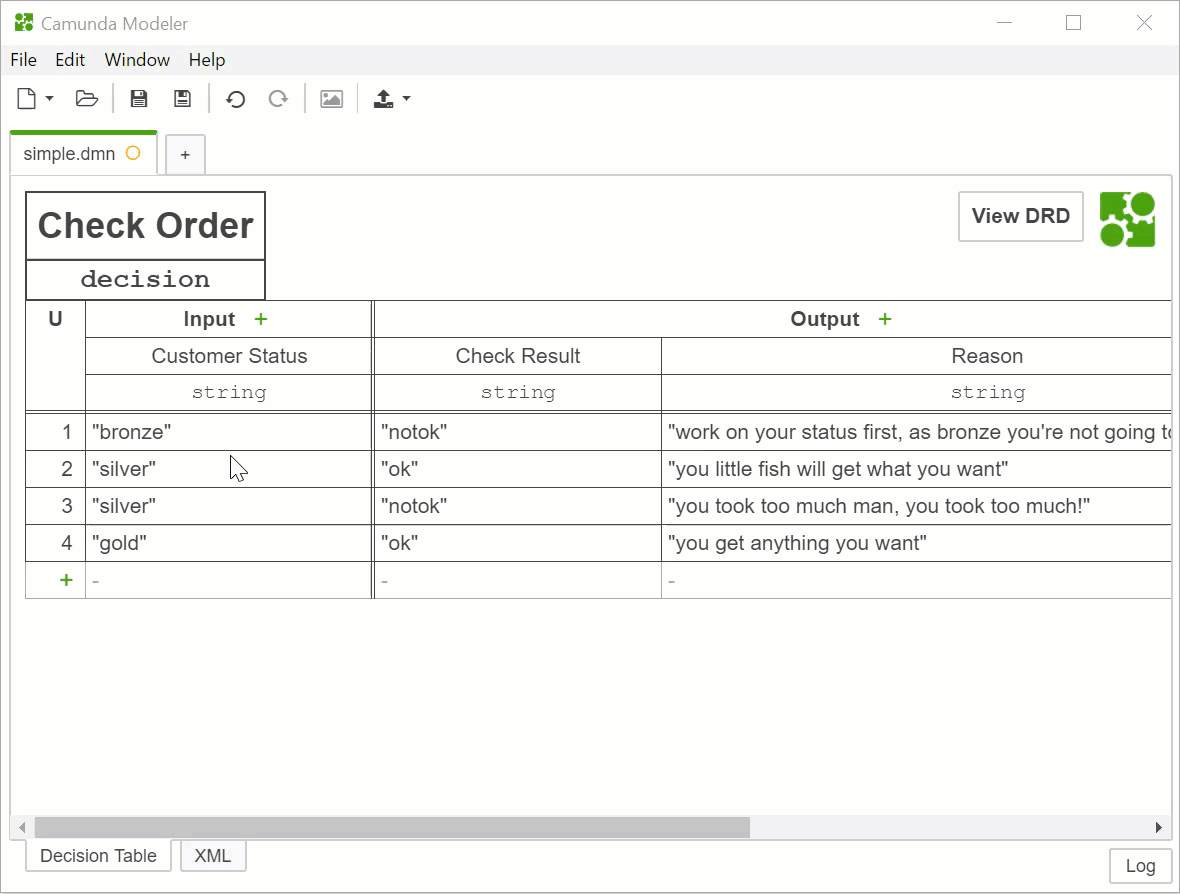 Camunda Modeler
File Edit Window Help
simple.dmn +
Check Order
View DRD
decision
U Input + Output +
Customer Status Check Result Reason
string string string
1 "bronze" "notok" "work on your status first, as bronze you're not going
2 "silver" "ok" "you little fish will get what you want"
3 "silver" "notok" "you took too much man, you took too much!"
4 "gold" "ok" "you get anything you want"
+ - - -
Decision Table XML
Log